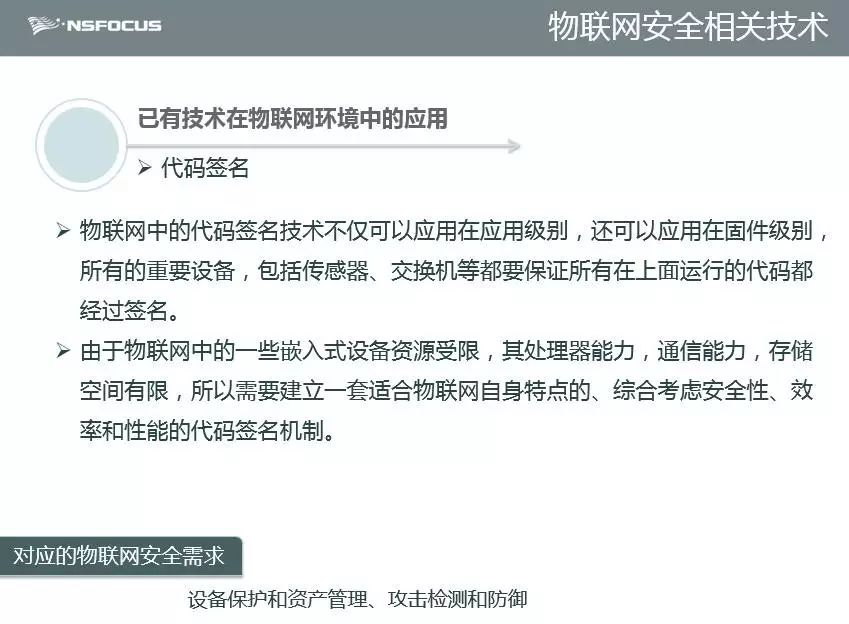 NSFOCUS
物联网安全相关技术
已有技术在物联网环境中的应用
代码签名
物联网中的代码签名技术不仅可以应用在应用级别，还可以应用在固件级别，
所有的重要设备，包括传感器、交换机等都要保证所有在上面运行的代码都
经过签名。
由于物联网中的一些嵌入式设备资源受限，其处理器能力，通信能力，存储
空间有限，所以需要建立一套适合物联网自身特点的、综合考虑安全性、效
率和性能的代码签名机制。
对应的物联网安全需求
设备保护和资产管理、攻击检测和防御